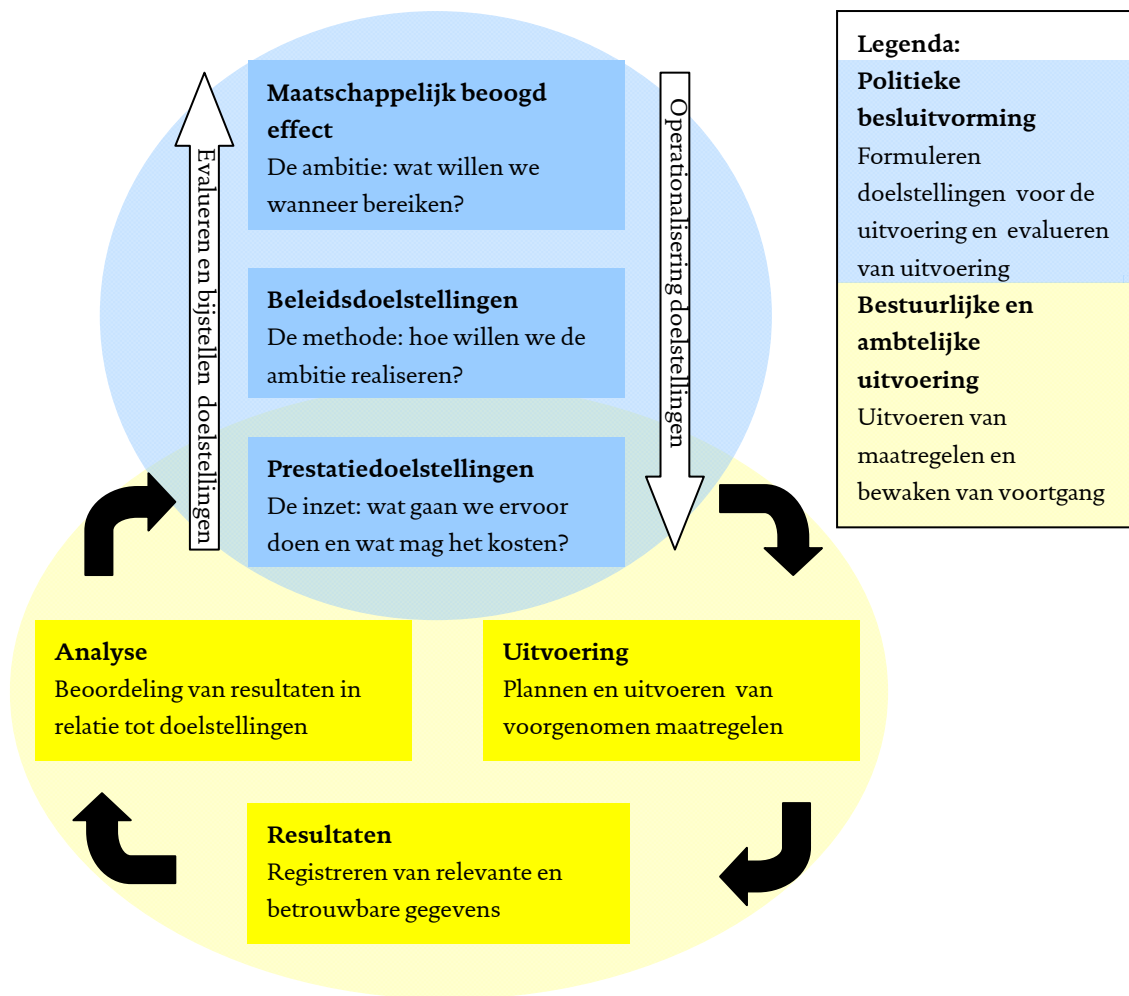 Maatschappelijk beoogd
effect
De ambitie: wat willen we
wanneer bereiken?
Evalueren en bijstellen doelstellingen
Operationalisering doelstellingen
Beleidsdoelstellingen
De methode: hoe willen we de
ambitie realiseren?
Prestatiedoelstellingen
De inzet: wat gaan we ervoor
doen en wat mag het kosten?
Analyse
Beoordeling van resultaten in
relatie tot doelstellingen
Uitvoering
Plannen en uitvoeren van
voorgenomen maatregelen
Resultaten
Registreren van relevante en
betrouwbare gegevens
Legenda:
Politieke
besluitvorming
Formuleren
doelstellingen voor de
uitvoering en evalueren
van uitvoering
Bestuurlijke en
ambtelijke
uitvoering
Uitvoeren van
maatregelen en
bewaken van voortgang